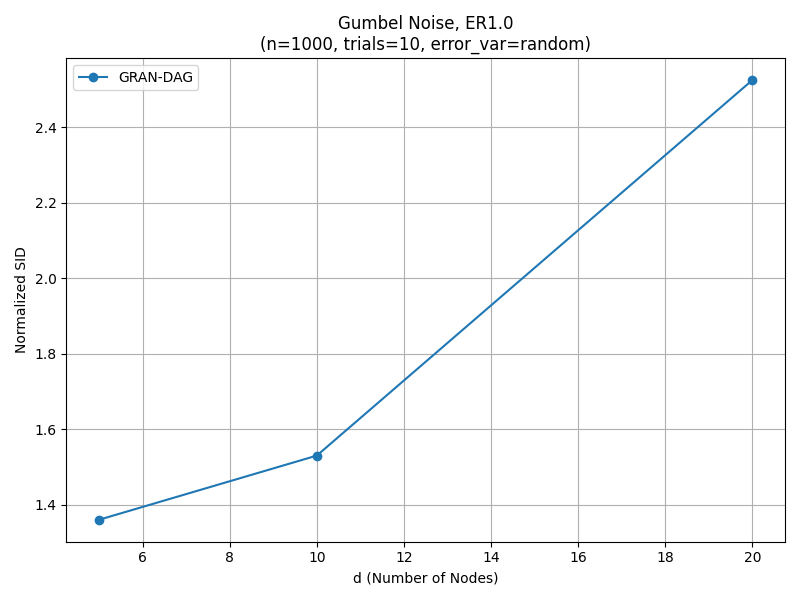 Gumbel Noise, ER1.0
(n=1000, trials=10, error_var=random)
GRAN-DAG
Normalized SID
2.4
2.2
2.0
1.8
1.6
1.4
6 8 10 12 14 16 18 20
d (Number of Nodes)